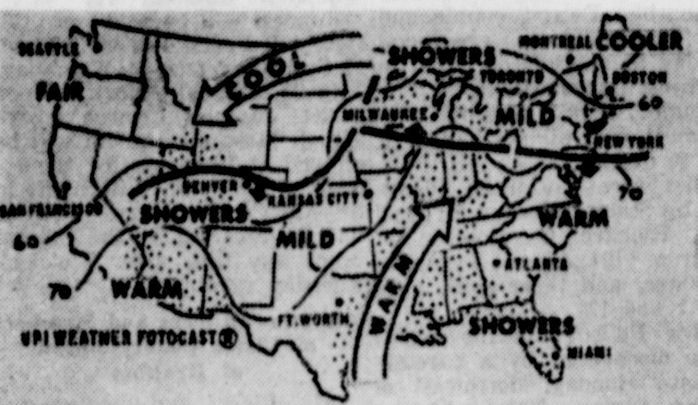 SEATTLE
FAIR
COOL
SHOWERS
MONTREAL
COOLER
TORONTO
BOSTON
60
MILWAUKEE
MILD
NEW YORK
70
DENVER
KANSAS CITY
SAN FRANCISCO
SHOWERS
60
MILD
WARM
70
WARM
WARM
ATLANTA
FT. WORTH
SHOWERS
UPI WEATHER FOTOCAST ®
MIAMI